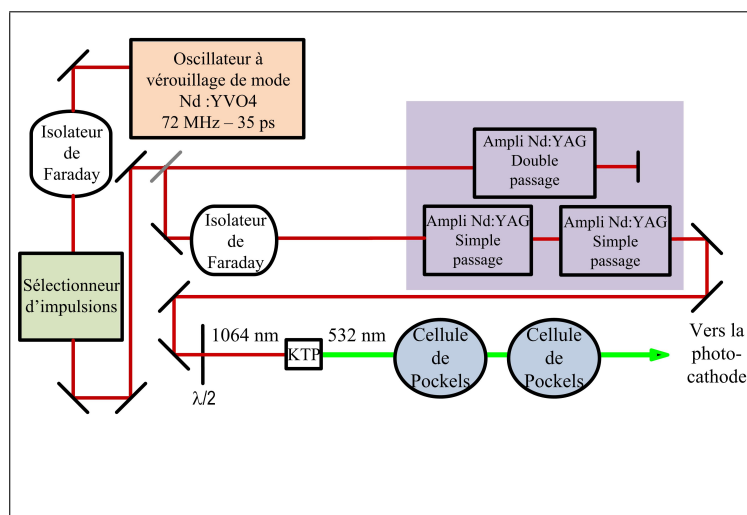 Oscillateur à
vérouillage de mode
Nd :YVO4
72 MHz – 35 ps
Isolateur
de
Faraday
Ampli Nd:YAG
Double
passage
Isolateur
de
Faraday
Ampli Nd:YAG
Simple
passage
Ampli Nd:YAG
Simple
passage
Sélectionneur
d'impulsions
1064 nm
λ/2
KTP
532 nm
Cellule
de
Pockels
Cellule
de
Pockels
Vers la
photo-
cathode